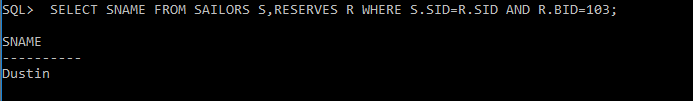 SQL>  SELECT SNAME FROM SAILORS S,RESERVES R WHERE S.SID=R.SID AND R.BID=103;
SNAME
----------
Dustin